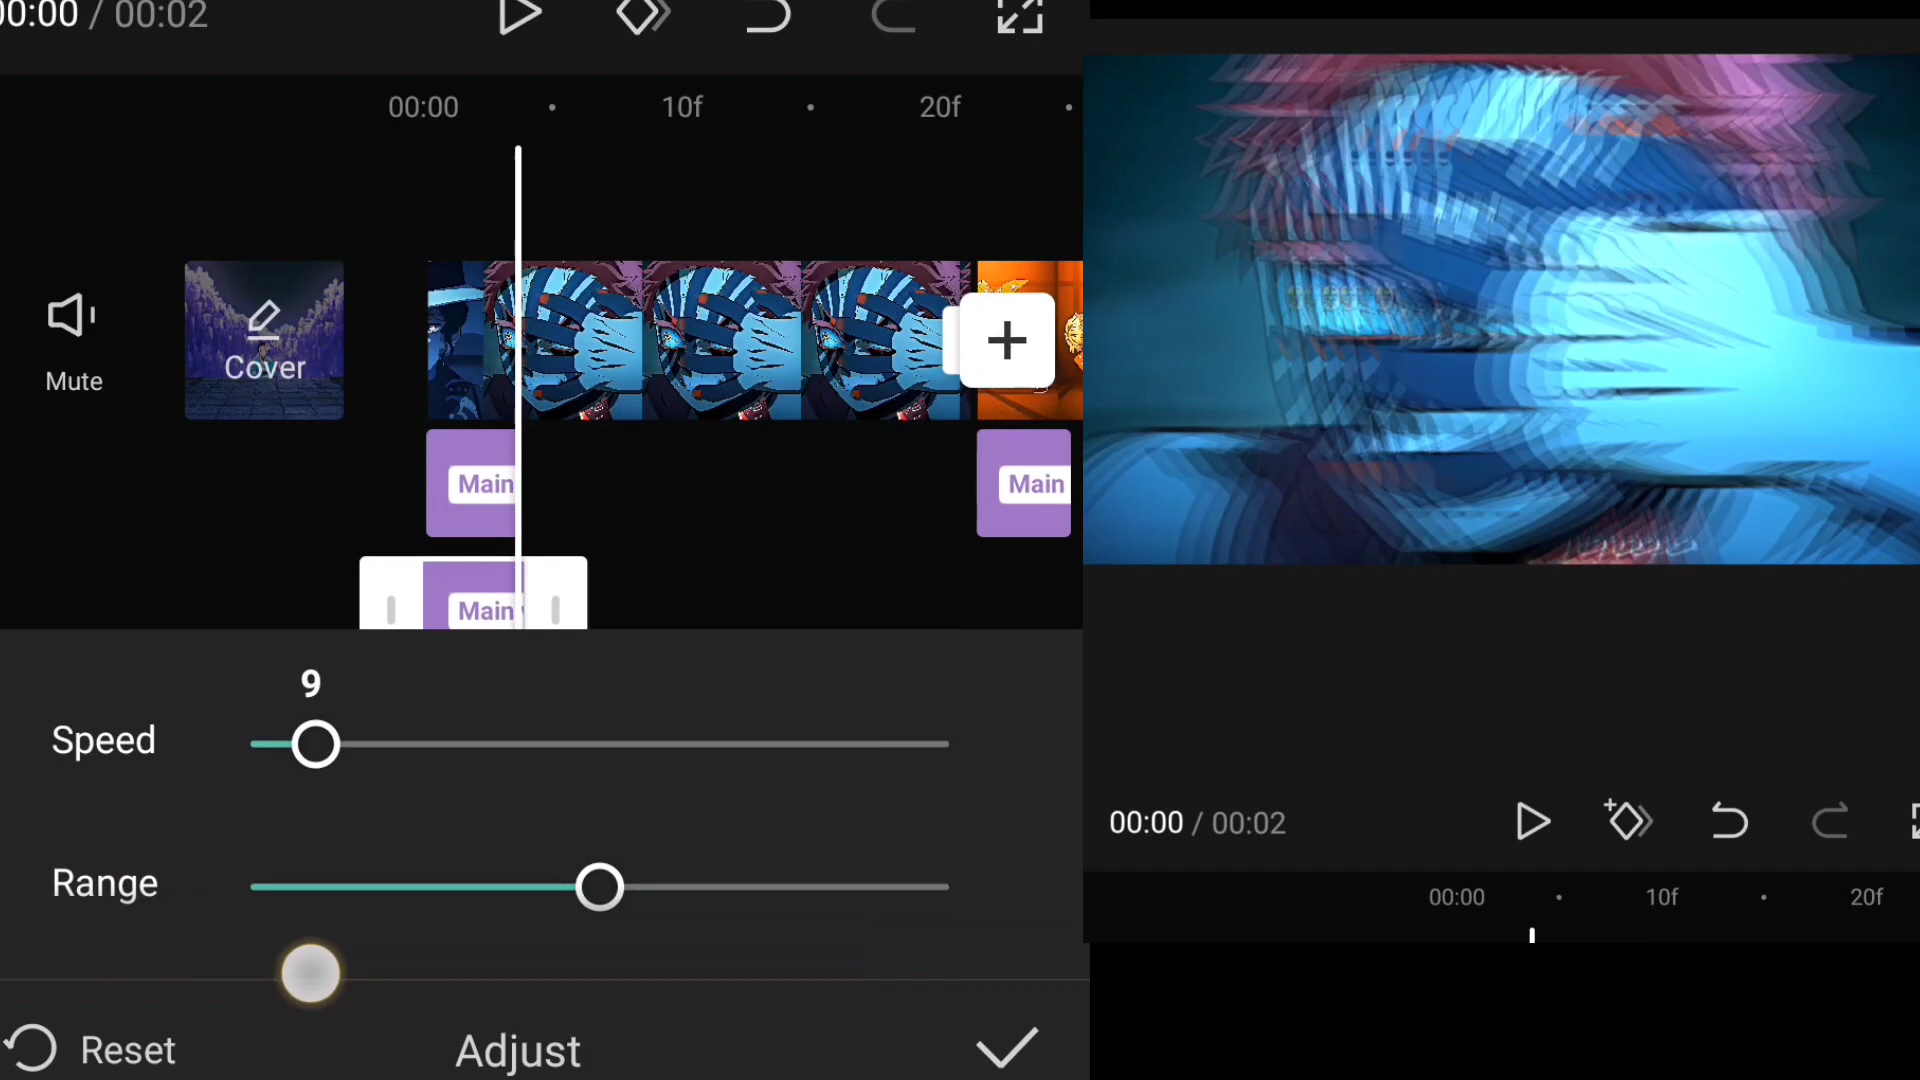 00:00 / 00:02
00:00 10f 20f
Mute
Cover
Main
Main
Main
9
Speed
Range
Reset
Adjust
00:00 / 00:02
00:00 10f 20f